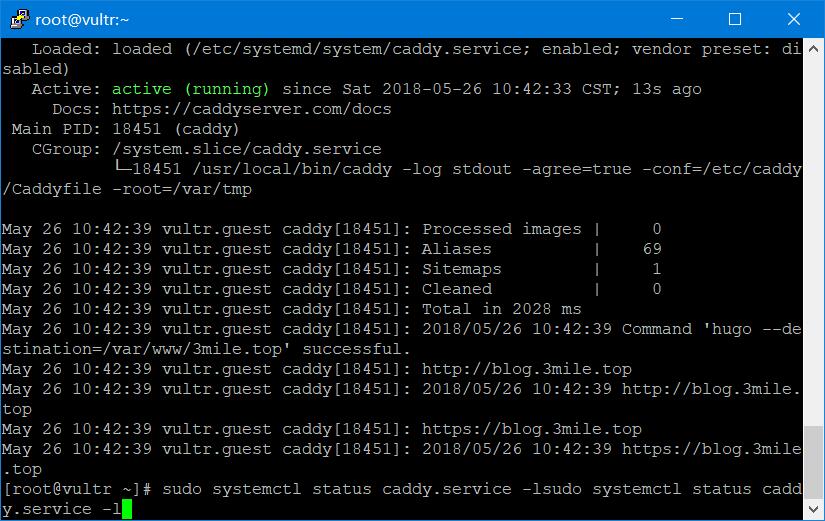 root@vultr:~
Loaded: loaded (/etc/systemd/system/caddy.service; enabled; vendor preset: di
sabled)
Active: active (running) since Sat 2018-05-26 10:42:33 CST; 13s ago
Docs: https://caddyserver.com/docs
Main PID: 18451 (caddy)
CGroup: /system.slice/caddy.service
└─18451 /usr/local/bin/caddy -log stdout -agree=true -conf=/etc/caddy
/Caddyfile -root=/var/tmp
May 26 10:42:39 vultr.guest caddy[18451]: Processed images |      0
May 26 10:42:39 vultr.guest caddy[18451]: Aliases          |     69
May 26 10:42:39 vultr.guest caddy[18451]: Sitemaps         |      1
May 26 10:42:39 vultr.guest caddy[18451]: Cleaned          |      0
May 26 10:42:39 vultr.guest caddy[18451]: Total in 2028 ms
May 26 10:42:39 vultr.guest caddy[18451]: 2018/05/26 10:42:39 Command 'hugo --de
stination=/var/www/3mile.top' successful.
May 26 10:42:39 vultr.guest caddy[18451]: http://blog.3mile.top
May 26 10:42:39 vultr.guest caddy[18451]: 2018/05/26 10:42:39 http://blog.3mile.
top
May 26 10:42:39 vultr.guest caddy[18451]: https://blog.3mile.top
May 26 10:42:39 vultr.guest caddy[18451]: 2018/05/26 10:42:39 https://blog.3mile
.top
[root@vultr ~]# sudo systemctl status caddy.service -lsudo systemctl status cadd
y.service -l